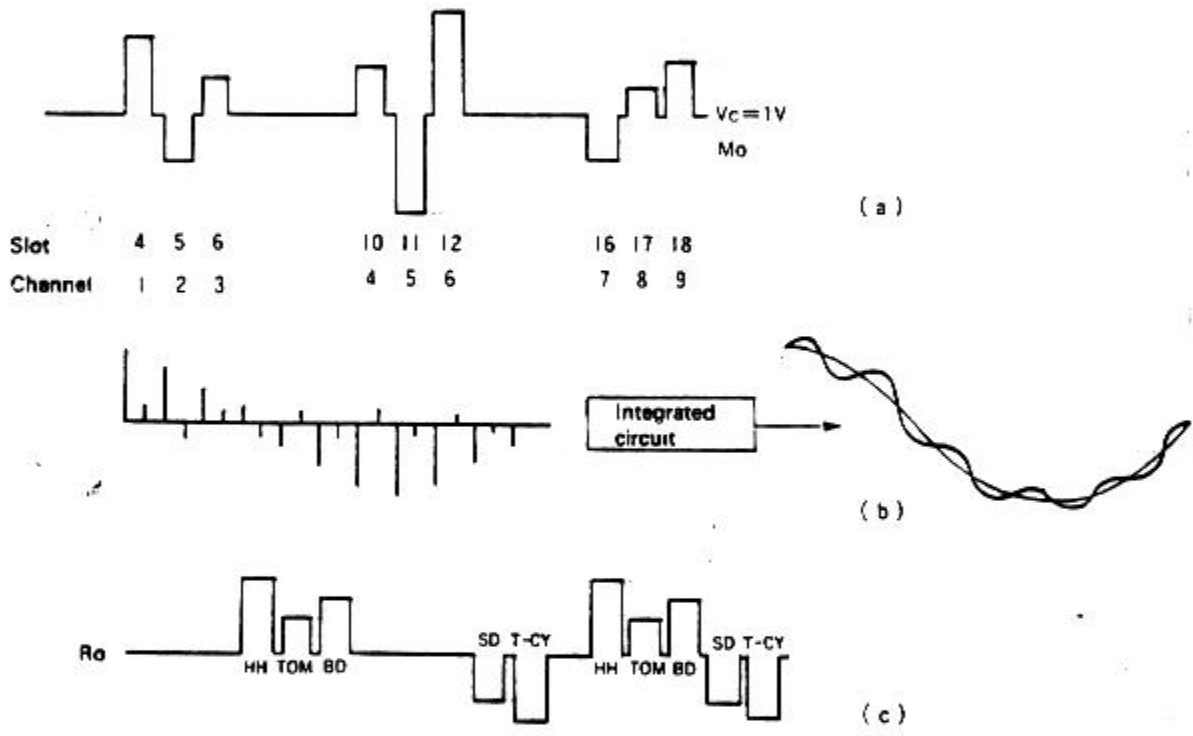 Vc=1V
Mo
(a)
Slot 4 5 6 10 11 12 16 17 18
Channel 1 2 3 4 5 6 7 8 9
Integrated
circuit
(b)
SD T-CY SD T-CY
Ro
HH TOM BD HH TOM BD
(c)